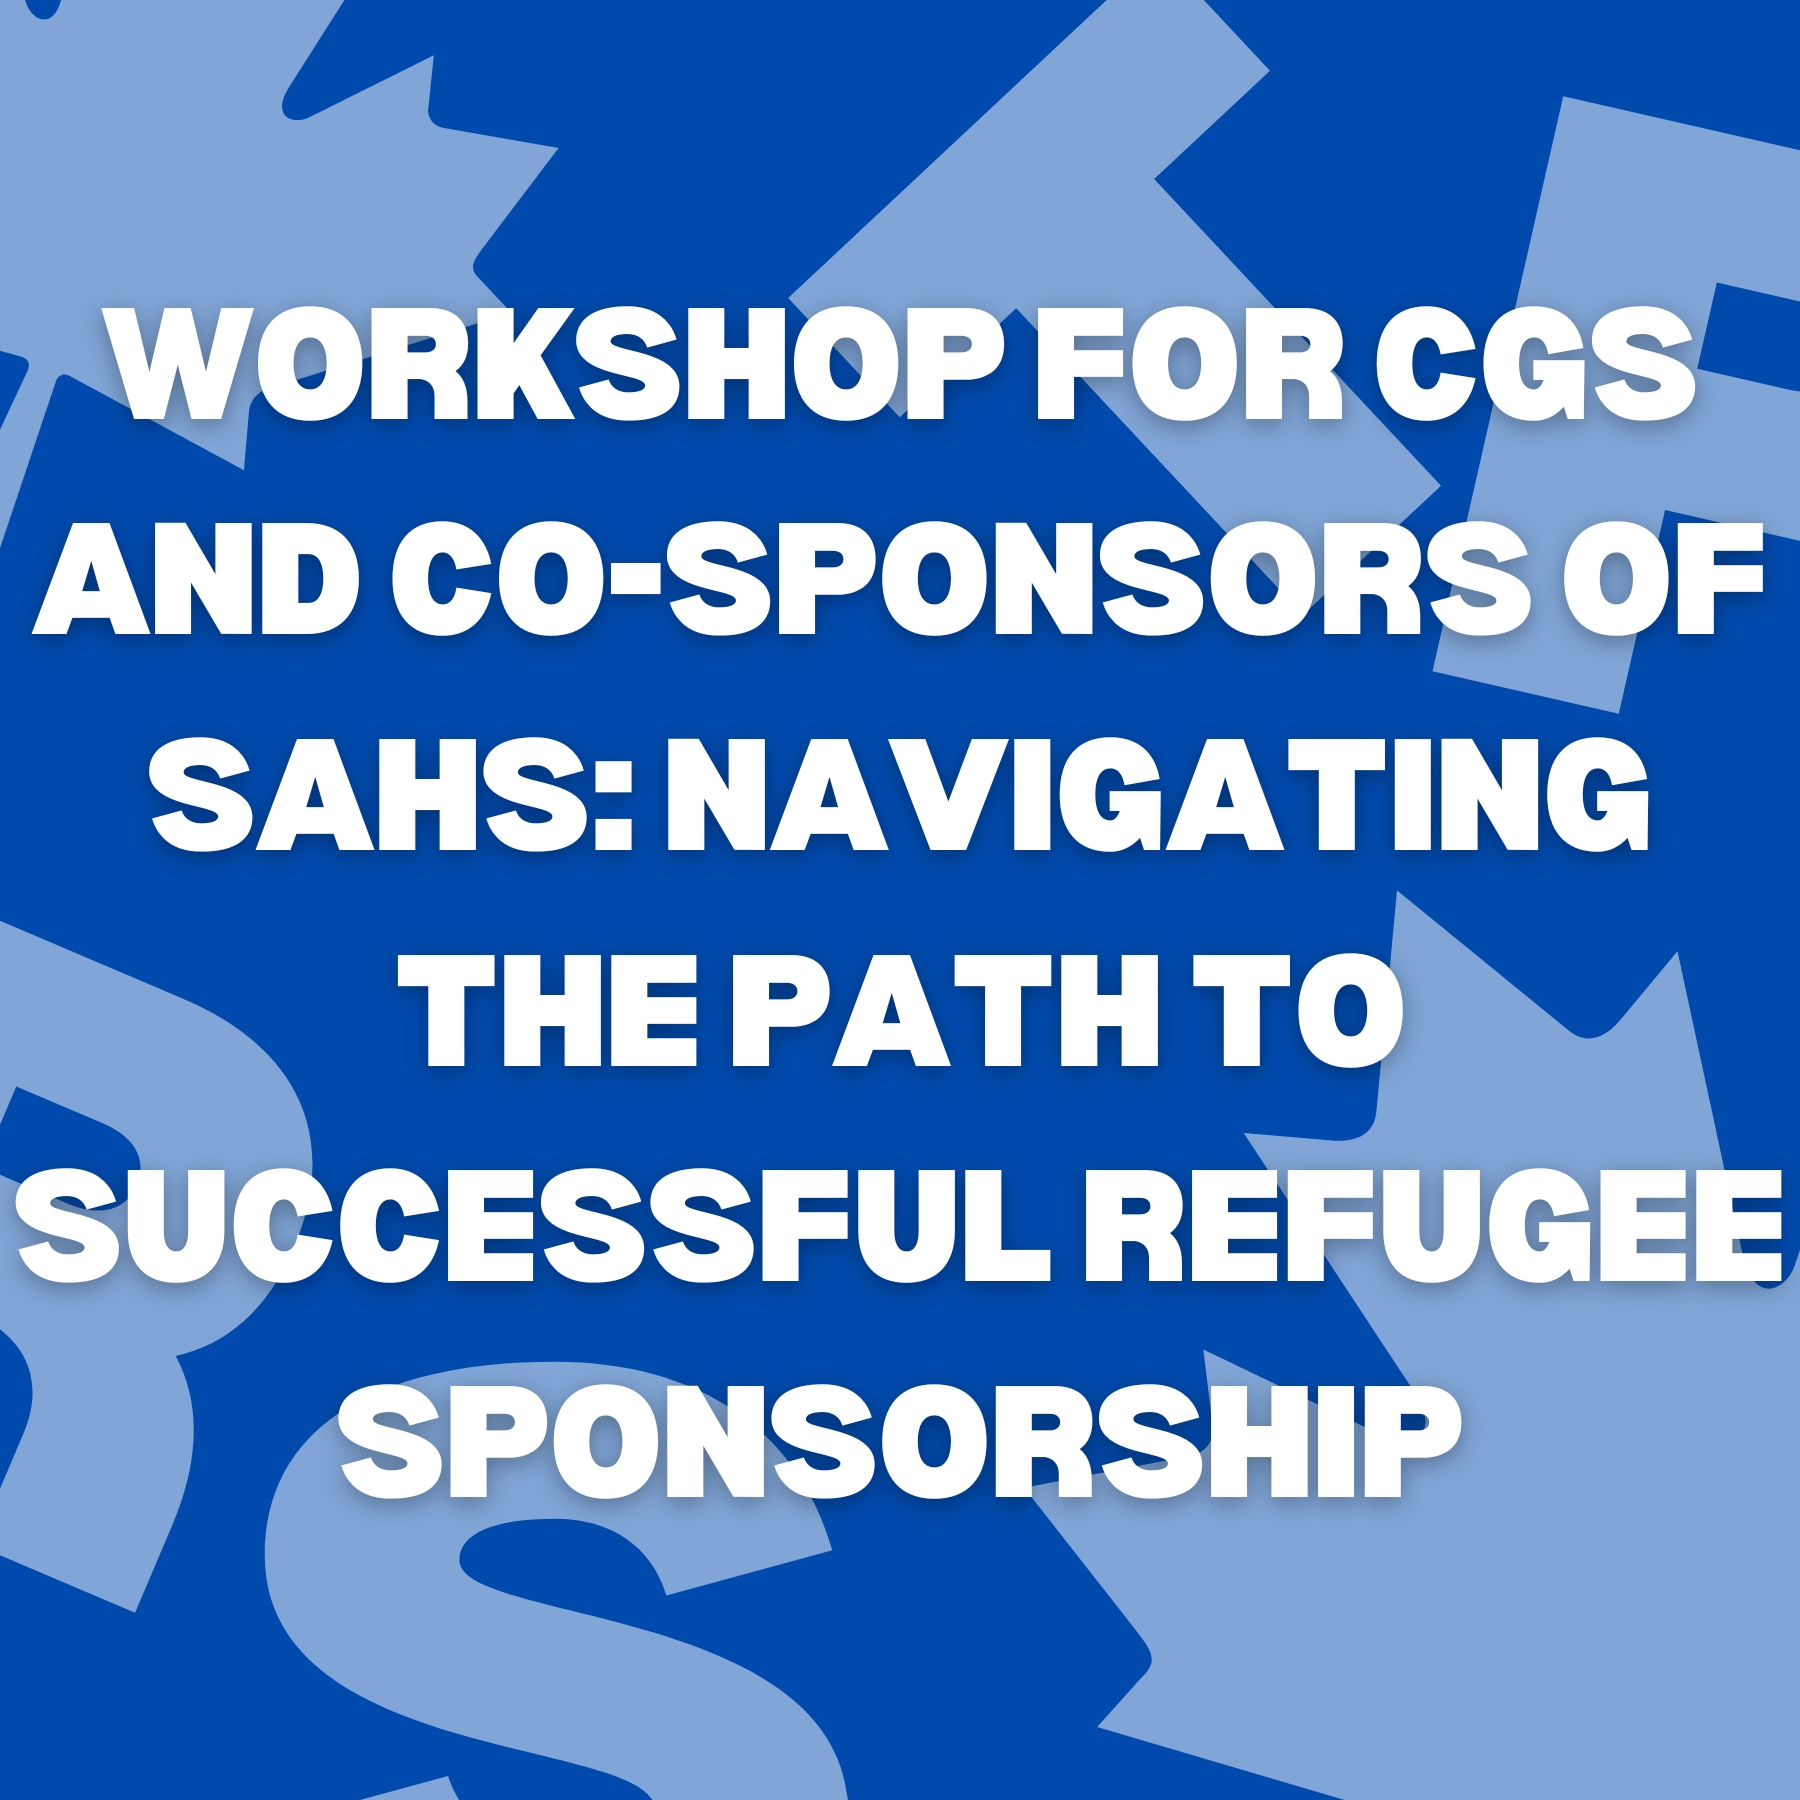 WORKSHOP FOR CGS
AND CO-SPONSORS OF
SAHS: NAVIGATING
THE PATH TO
SUCCESSFUL REFUGEE
SPONSORSHIP